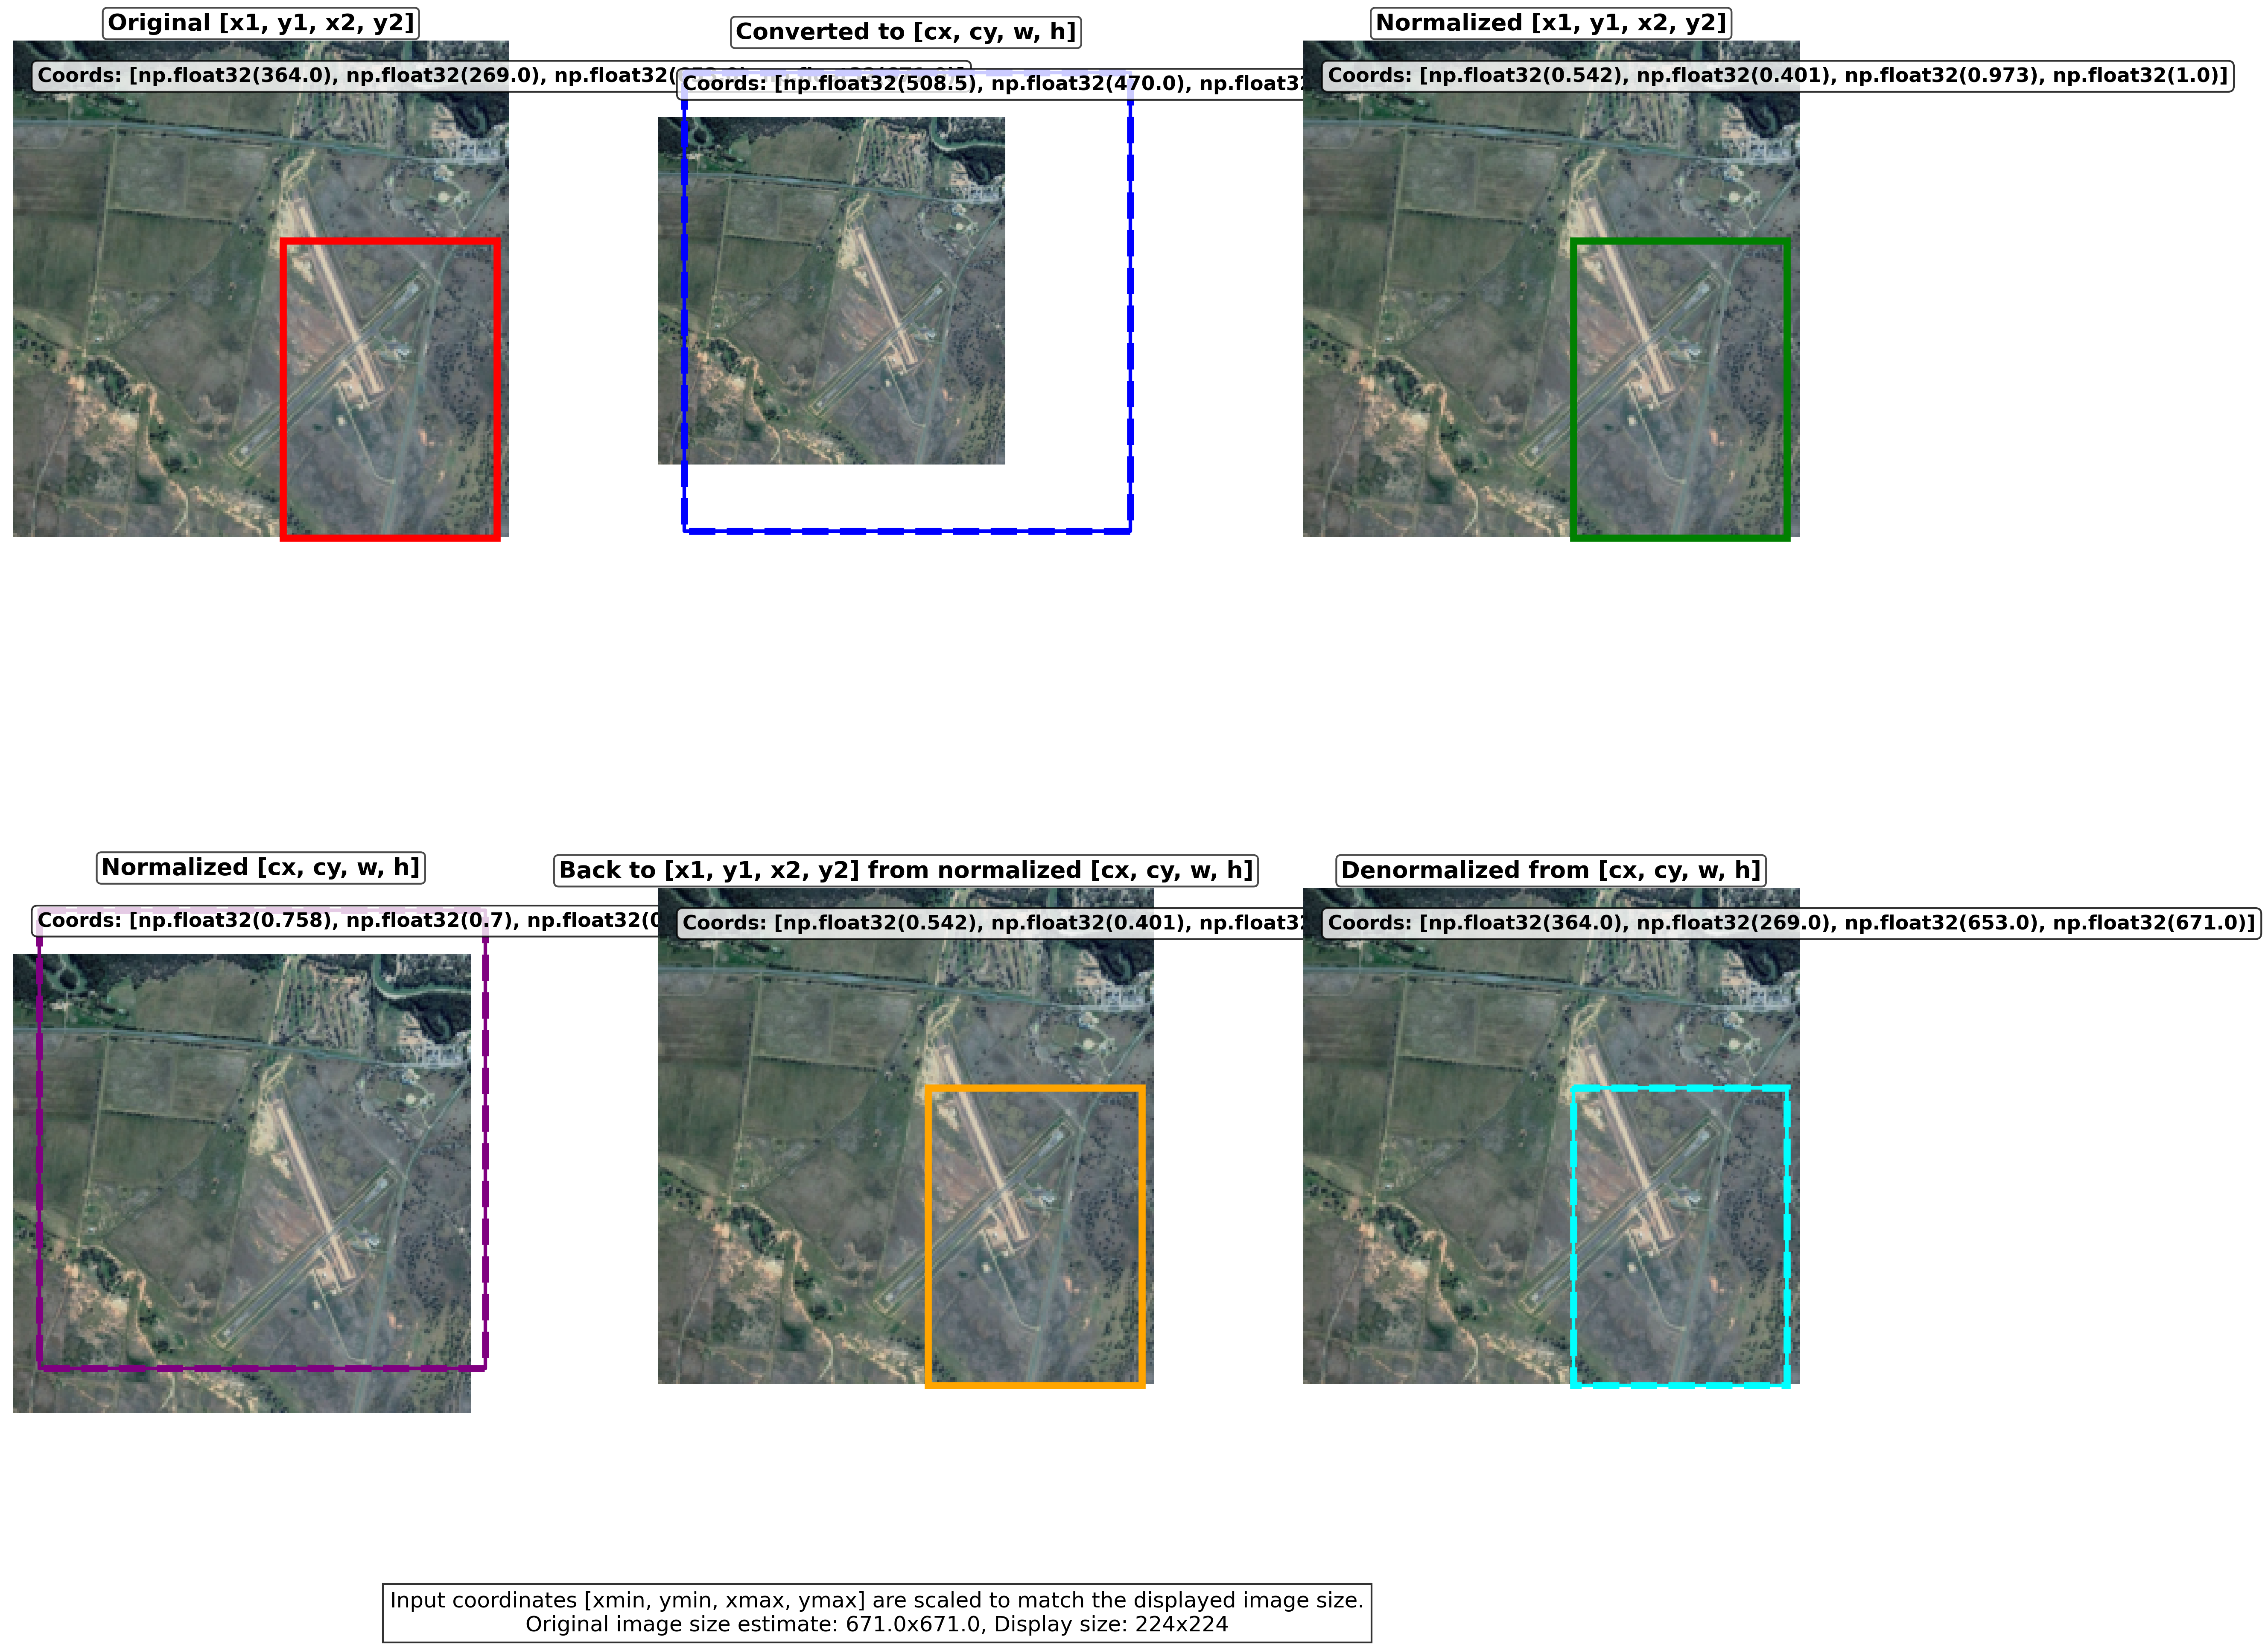 Original [x1, y1, x2, y2]
Converted to [cx, cy, w, h]
Normalized [x1, y1, x2, y2]
Coords: [np.float32(364.0), np.float32(269.0), np.float32(
Coords: [np.float32(508.5), np.float32(470.0), np.float32
Coords: [np.float32(0.542), np.float32(0.401), np.float32(0.973), np.float32(1.0)]
Normalized [cx, cy, w, h]
Back to [x1, y1, x2, y2] from normalized [cx, cy, w, h]
Denormalized from [cx, cy, w, h]
Coords: [np.float32(0.758), np.float32(0.7), np.float32(0
Coords: [np.float32(0.542), np.float32(0.401), np.float32
Coords: [np.float32(364.0), np.float32(269.0), np.float32(653.0), np.float32(671.0)]
Input coordinates [xmin, ymin, xmax, ymax] are scaled to match the displayed image size.
Original image size estimate: 671.0x671.0, Display size: 224x224